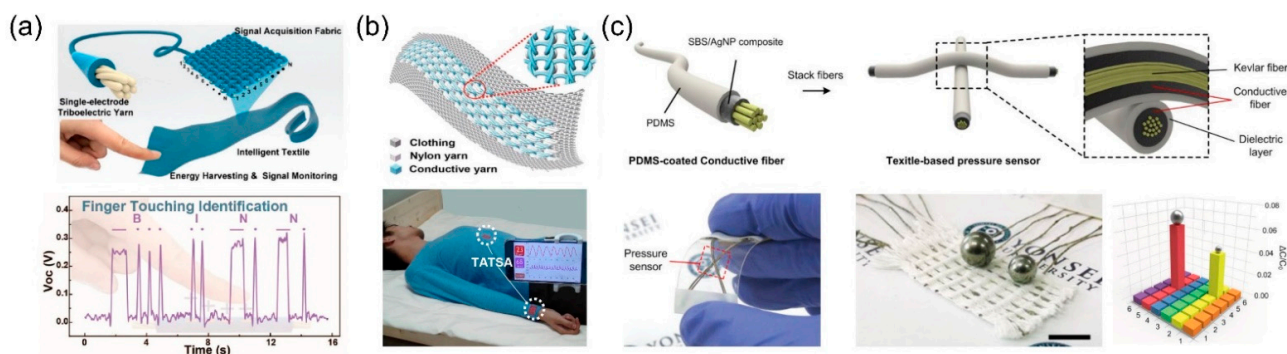 (a)
Signal Acquisition Fabric
Single-electrode
Triboelectric Yarn
Intelligent Textile
Energy Harvesting & Signal Monitoring
Finger Touching Identification
B I N N
Voc (V)
0.4
0.3
0.2
0.1
0.0
0 4 8 12 16
Time (s)
(b)
Clothing
Nylon yarn
Conductive yarn
TATSA
(c)
SBS/AgNP composite
PDMS
PDMS-coated Conductive fiber
Stack fibers
Texitle-based pressure sensor
Kevlar fiber
Conductive
fiber
Dielectric
layer
Pressure
sensor
YONSEI
YONSEI
UNIVERSITY
0.08
0.06
0.04
0.02
0.00
ΔC/C₀
6 5 4 3 2 1
1 2 3 4 5 6